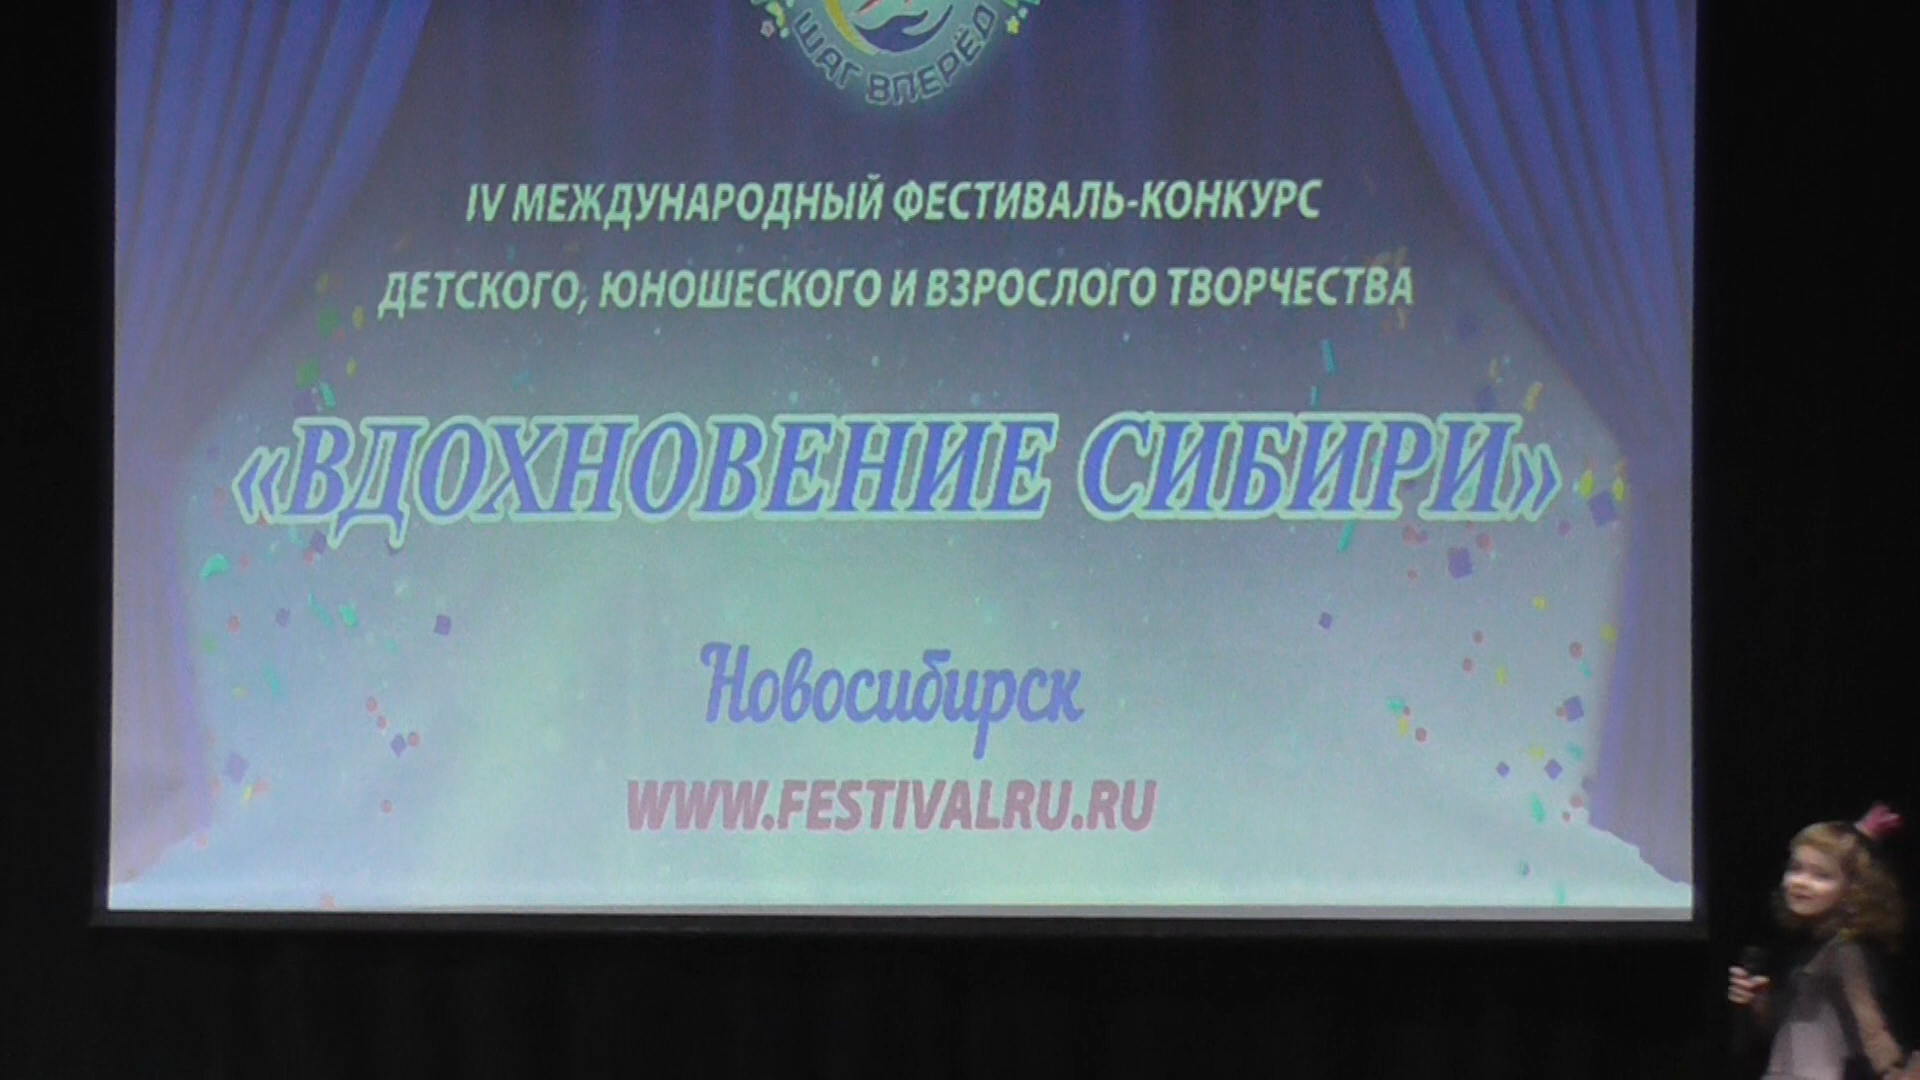 ШАГ ВПЕРЁД
IV МЕЖДУНАРОДНЫЙ ФЕСТИВАЛЬ-КОНКУРС
ДЕТСКОГО, ЮНОШЕСКОГО И ВЗРОСЛОГО ТВОРЧЕСТВА
«ВДОХНОВЕНИЕ СИБИРИ»
Новосибирск
WWW.FESTIVALRU.RU